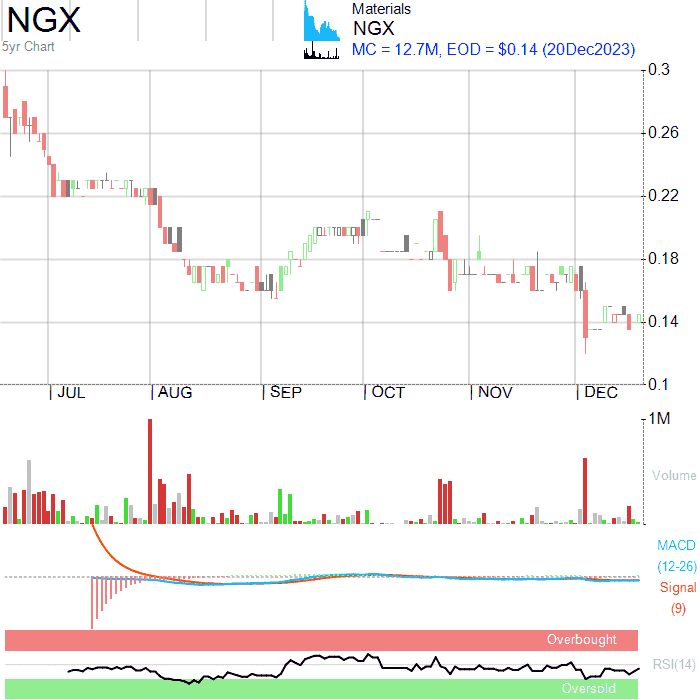 NGX
5yr Chart
Materials
NGX
MC = 12.7M, EOD = $0.14 (20Dec2023)
0.3
0.26
0.22
0.18
0.14
0.1
JUL AUG SEP OCT NOV DEC
1M
Volume
MACD
(12-26)
Signal
(9)
Overbought
RSI(14)
Oversold